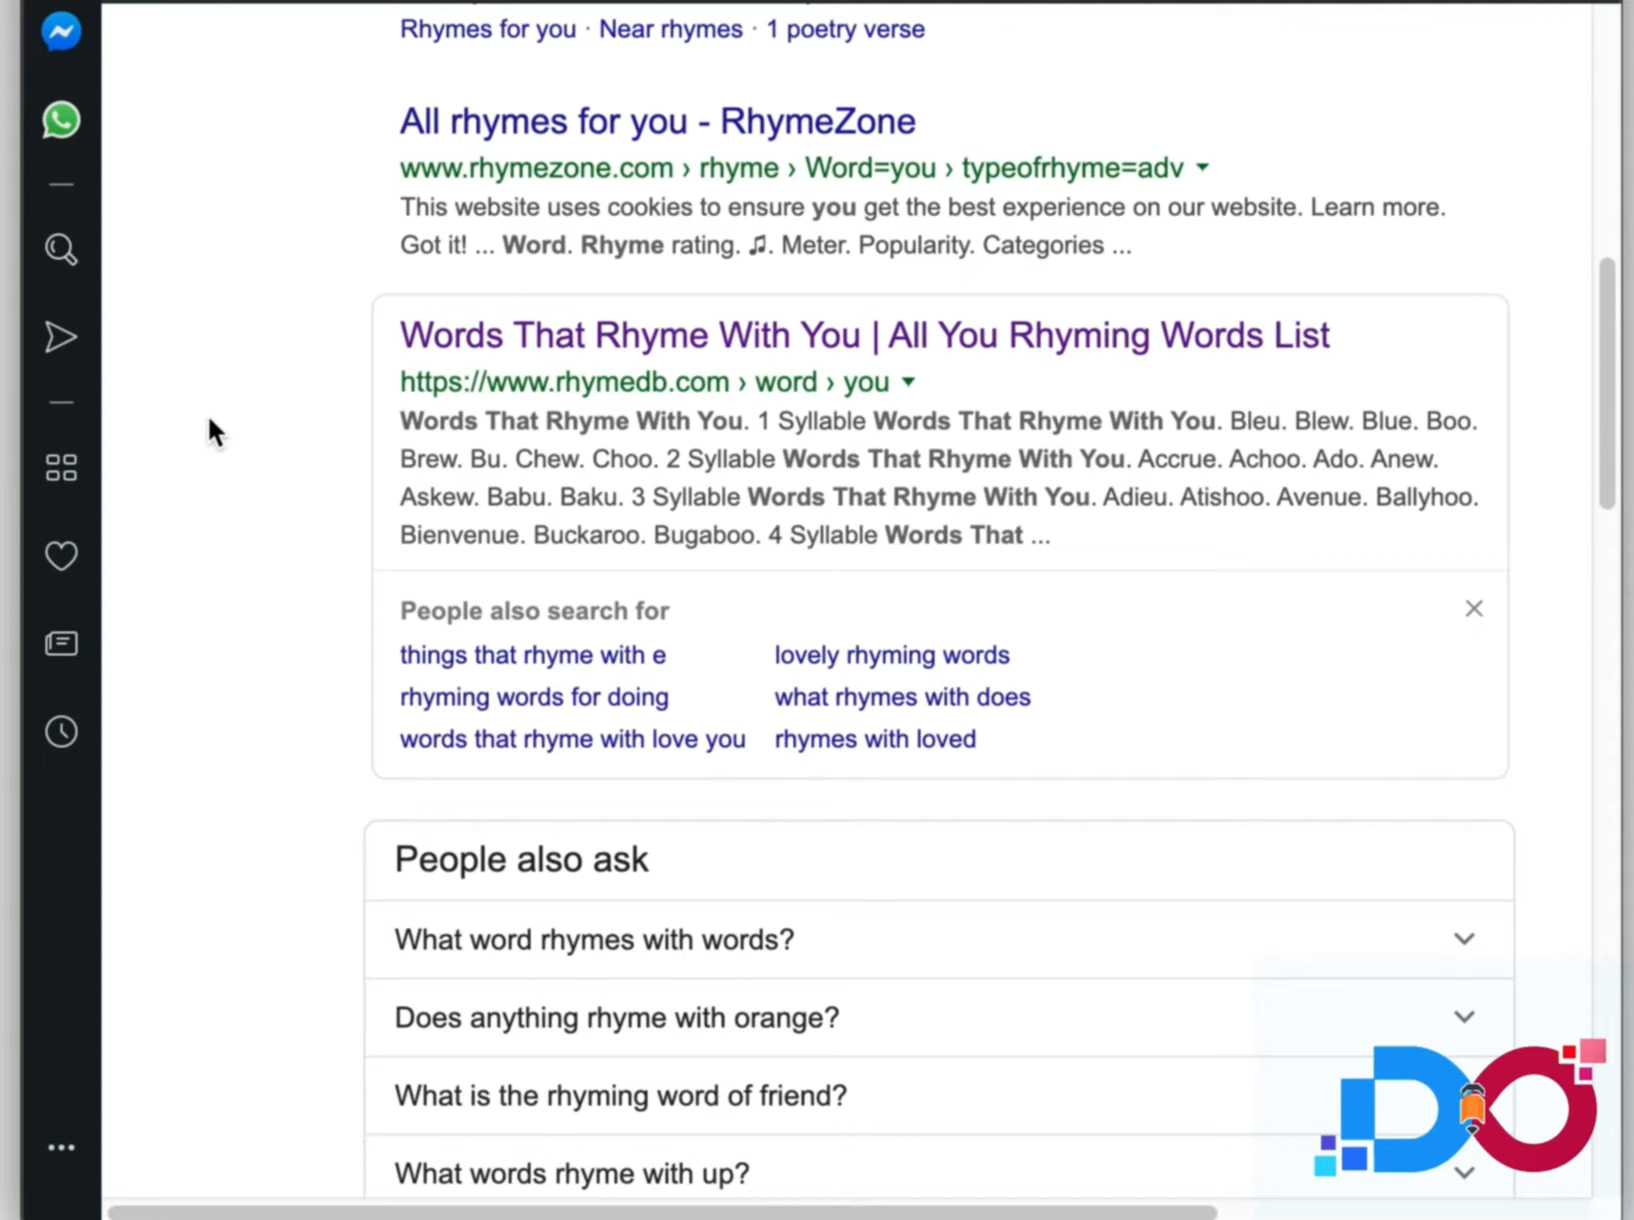 Rhymes for you · Near rhymes · 1 poetry verse
All rhymes for you - RhymeZone
www.rhymezone.com › rhyme › Word=you › typeofrhyme=adv
This website uses cookies to ensure you get the best experience on our website. Learn more.
Got it! ... Word. Rhyme rating. ♫. Meter. Popularity. Categories ...
Words That Rhyme With You | All You Rhyming Words List
https://www.rhymedb.com › word › you
Words That Rhyme With You. 1 Syllable Words That Rhyme With You. Bleu. Blew. Blue. Boo.
Brew. Bu. Chew. Choo. 2 Syllable Words That Rhyme With You. Accrue. Achoo. Ado. Anew.
Askew. Babu. Baku. 3 Syllable Words That Rhyme With You. Adieu. Atishoo. Avenue. Ballyhoo.
Bienvenue. Buckaroo. Bugaboo. 4 Syllable Words That ...
People also search for
things that rhyme with e
lovely rhyming words
rhyming words for doing
what rhymes with does
words that rhyme with love you
rhymes with loved
People also ask
What word rhymes with words?
Does anything rhyme with orange?
What is the rhyming word of friend?
What words rhyme with up?
DO